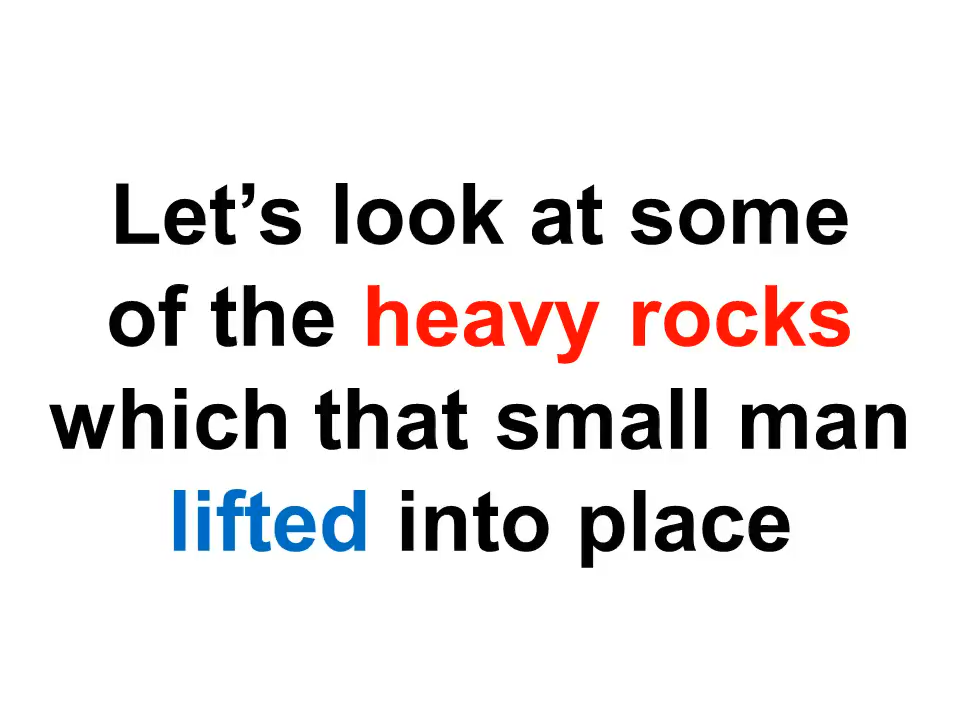 Let’s look at some
of the heavy rocks
which that small man
lifted into place